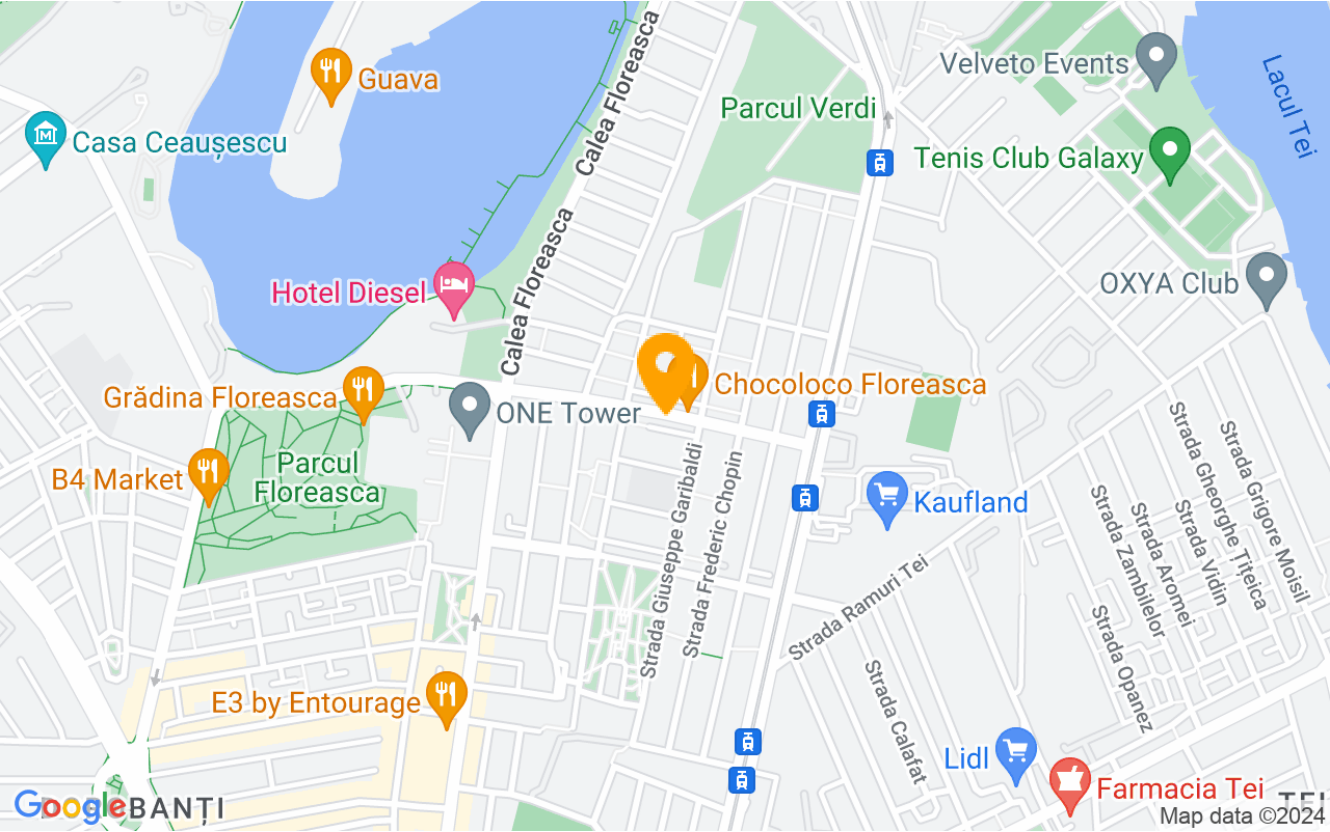 Calea Floreasca
Velveto Events
Guava
Lacul Tei
Parcul Verdi
Casa Ceaușescu
Tenis Club Galaxy
Calea Floreasca
OXYA Club
Hotel Diesel
Chocoloco Floreasca
Grădina Floreasca
ONE Tower
Parcul
Floreasca
B4 Market
Kaufland
Strada Giuseppe Garibaldi
Strada Frederic Chopin
Strada Gheorghe Țițeica
Strada Grigore Moisil
Strada Zambilelor
Strada Aromei
Strada Vidin
Strada Ramuri Tei
Strada Opanez
Strada Calafat
E3 by Entourage
Lidl
Farmacia Tei
Google
BANȚI
TEI
Map data ©2024